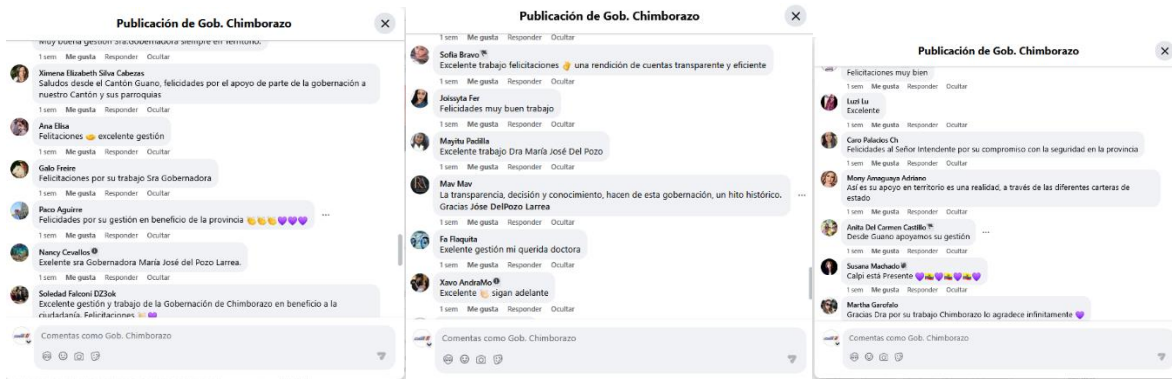 Publicación de Gob. Chimborazo
Muy buena gestión Sra.Gobernadora siempre en territorio.
1 sem Me gusta Responder Ocultar
Ximena Elizabeth Silva Cabezas
Saludos desde el Cantón Guano, felicidades por el apoyo de parte de la gobernación a
nuestro Cantón y sus parroquias
1 sem Me gusta Responder Ocultar
Ana Elisa
Felitaciones excelente gestión
1 sem Me gusta Responder Ocultar
Galo Freire
Felicitaciones por su trabajo Sra Gobernadora
1 sem Me gusta Responder Ocultar
Paco Aguirre
Felicidades por su gestión en beneficio de la provincia 👏👏👏💜💜💜
1 sem Me gusta Responder Ocultar
Nancy Cevallos
Exelente sra Gobernadora María José del Pozo Larrea.
1 sem Me gusta Responder Ocultar
Soledad Falconi DZ3ok
Excelente gestión y trabajo de la Gobernación de Chimborazo en beneficio a la
ciudadanía. Felicitaciones 👏🏻💜
Comentas como Gob. Chimborazo
Publicación de Gob. Chimborazo
1 sem Me gusta Responder Ocultar
Sofia Bravo
Excelente trabajo felicitaciones una rendición de cuentas transparente y eficiente
1 sem Me gusta Responder Ocultar
Joissyta Fer
Felicidades muy buen trabajo
1 sem Me gusta Responder Ocultar
Mayitu Padilla
Excelente trabajo Dra María José Del Pozo
1 sem Me gusta Responder Ocultar
Mav Mav
La transparencia, decisión y conocimiento, hacen de esta gobernación, un hito histórico.
Gracias Jóse DelPozo Larrea
1 sem Me gusta Responder Ocultar
Fa Flaquita
Exelente gestión mi querida doctora
1 sem Me gusta Responder Ocultar
Xavo AndraMo
Excelente 👏🏻 sigan adelante
1 sem Me gusta Responder Ocultar
Comentas como Gob. Chimborazo
Publicación de Gob. Chimborazo
Felicitaciones muy bien
1 sem Me gusta Responder Ocultar
Luzi Lu
Excelente
1 sem Me gusta Responder Ocultar
Caro Palacios Ch
Felicidades al Señor Intendente por su compromiso con la seguridad en la provincia
1 sem Me gusta Responder Ocultar
Mony Amaguaya Adriano
Así es su apoyo en territorio es una realidad, a través de las diferentes carteras de
estado
1 sem Me gusta Responder Ocultar
Anita Del Carmen Castillo
Desde Guano apoyamos su gestión
1 sem Me gusta Responder Ocultar
Susana Machado
Calpi está Presente
1 sem Me gusta Responder Ocultar
Martha Garofalo
Gracias Dra por su trabajo Chimborazo lo agradece infinitamente 💜
1 sem Me gusta Responder Ocultar
Comentas como Gob. Chimborazo